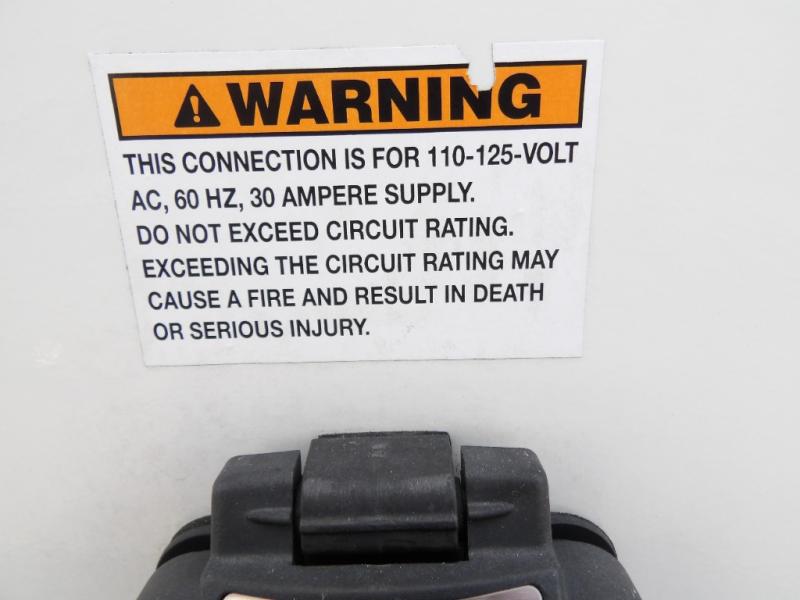 WARNING
THIS CONNECTION IS FOR 110-125-VOLT
AC, 60 HZ, 30 AMPERE SUPPLY.
DO NOT EXCEED CIRCUIT RATING.
EXCEEDING THE CIRCUIT RATING MAY
CAUSE A FIRE AND RESULT IN DEATH
OR SERIOUS INJURY.